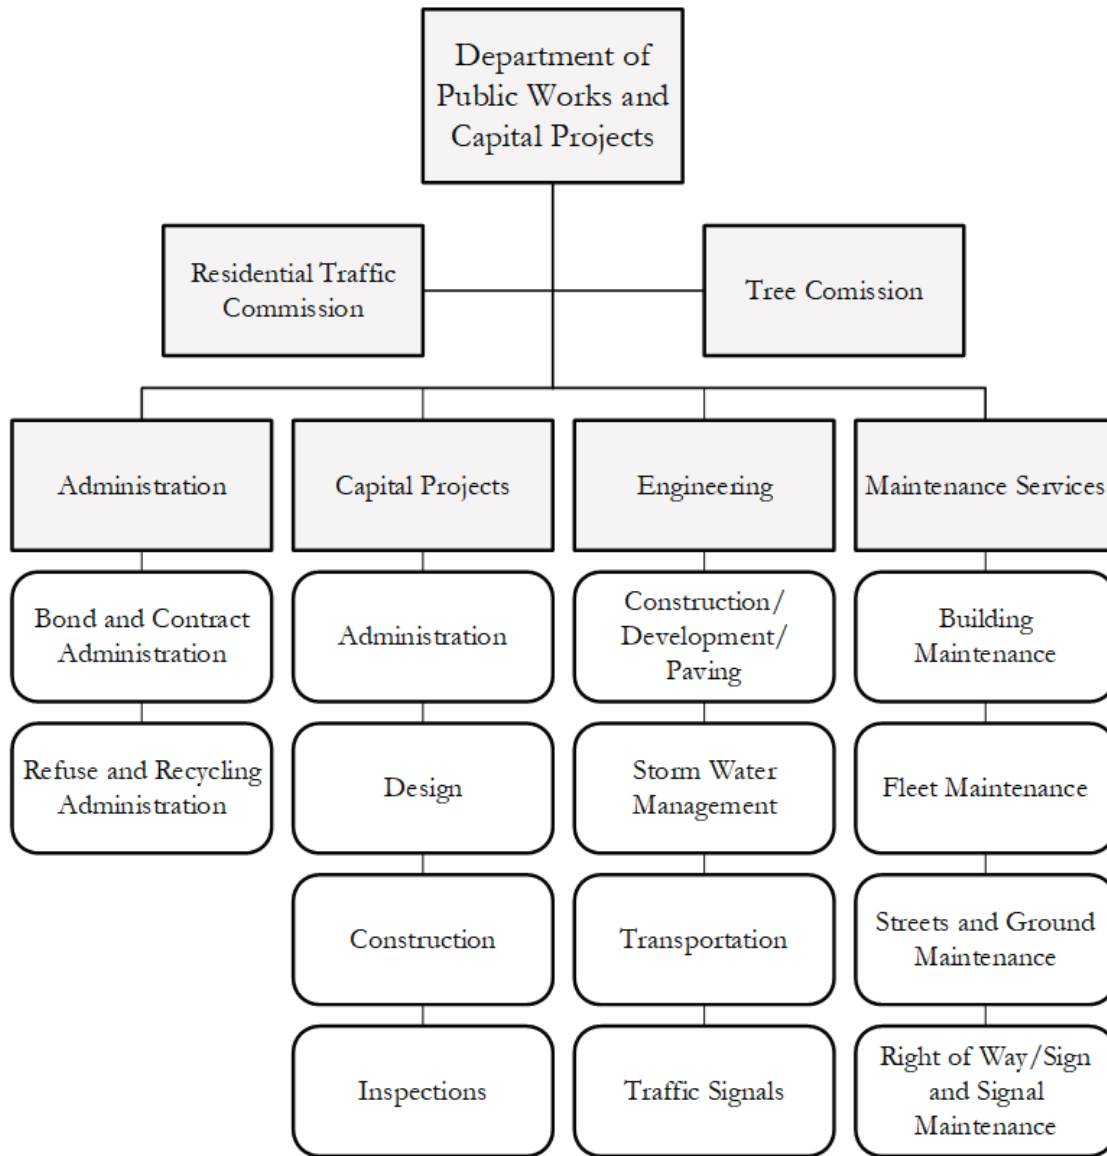 Department of
Public Works and
Capital Projects
Residential Traffic
Commission
Tree Comission
Administration
Capital Projects
Engineering
Maintenance Services
Bond and Contract
Administration
Administration
Construction/
Development/
Paving
Building
Maintenance
Refuse and Recycling
Administration
Design
Storm Water
Management
Fleet Maintenance
Construction
Transportation
Streets and Ground
Maintenance
Inspections
Traffic Signals
Right of Way/Sign
and Signal
Maintenance